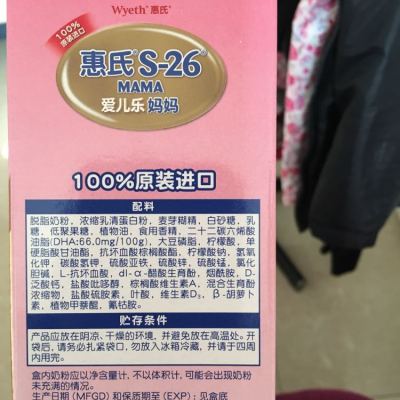 Wyeth® 惠氏®
100%
原装进口
惠氏® S-26®
MAMA
爱儿乐妈妈
100%原装进口
配料
脱脂奶粉，浓缩乳清蛋白粉，麦芽糊精，白砂糖，乳
糖，低聚果糖，植物油，食用香精，二十二碳六烯酸
油脂(DHA:66.0mg/100g)，大豆磷脂，柠檬酸，单
硬脂酸甘油酯，抗坏血酸棕榈酸酯，柠檬酸钠，氢氧
化钾，碳酸氢钾，硫酸亚铁，硫酸锌，硫酸锰，氯化
胆碱，L-抗坏血酸，dl-α-醋酸生育酚，烟酰胺，D-
泛酸钙，盐酸吡哆醇，棕榈酸维生素A，混合生育酚
浓缩物，盐酸硫胺素，叶酸，维生素D₃，β-胡萝卜
素，植物甲萘醌，氰钴胺。
贮存条件
产品应放在阴凉、干燥的环境，并避免放在高温处。开
袋后，请务必扎紧袋口，勿放入冰箱冷藏，并请于四周
内用完。
盒内奶粉应以净含量计，不以体积计，可能会出现奶粉
未充满的情况。
生产日期 (MFGD) 和保质期至 (EXP)：见盒底